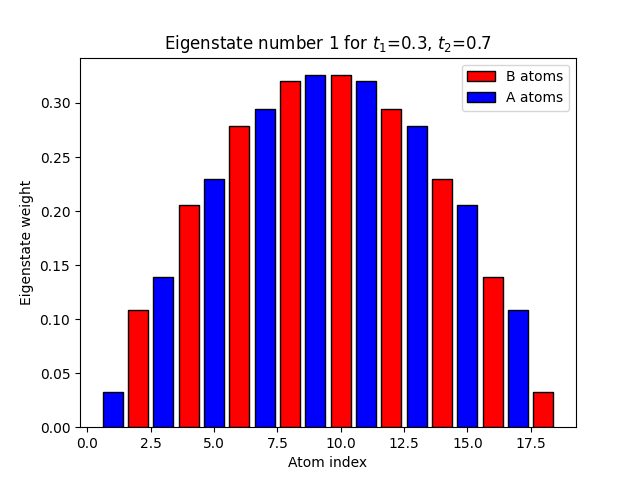 Eigenstate number 1 for $t_1$=0.3, $t_2$=0.7
B atoms
A atoms
0.30
0.25
0.20
0.15
0.10
0.05
0.00
Eigenstate weight
0.0 2.5 5.0 7.5 10.0 12.5 15.0 17.5
Atom index